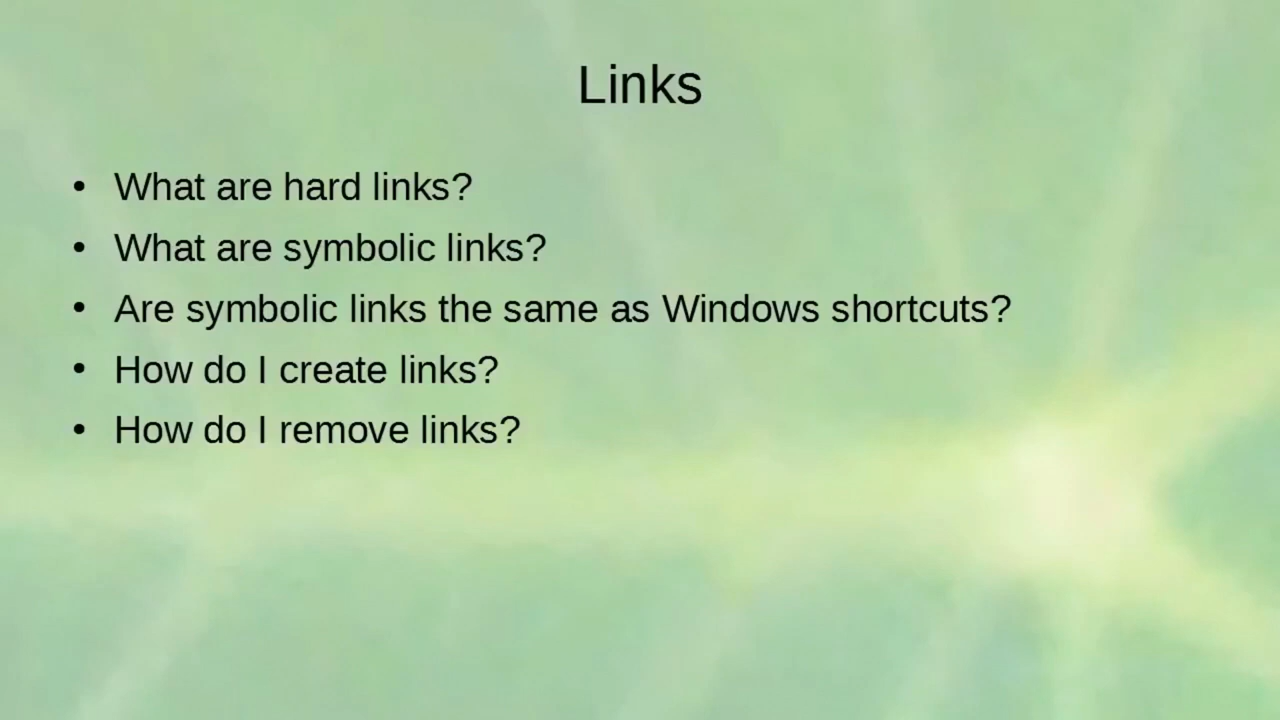 Links
• What are hard links?
• What are symbolic links?
• Are symbolic links the same as Windows shortcuts?
• How do I create links?
• How do I remove links?